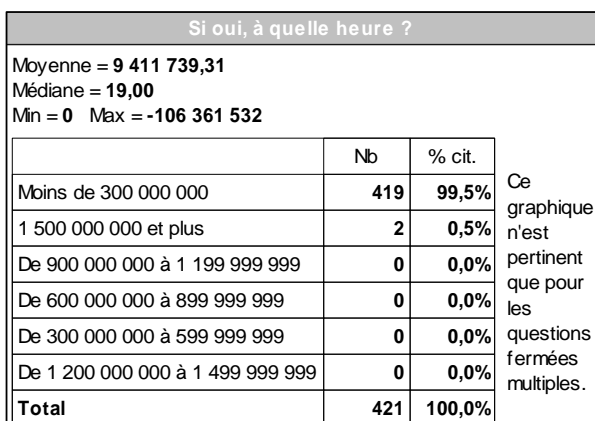 Si oui, à quelle heure ?
Moyenne = 9 411 739,31
Médiane = 19,00
Min = 0 Max = -106 361 532
Nb % cit.
Moins de 300 000 000 419 99,5%
1 500 000 000 et plus 2 0,5%
De 900 000 000 à 1 199 999 999 0 0,0%
De 600 000 000 à 899 999 999 0 0,0%
De 300 000 000 à 599 999 999 0 0,0%
De 1 200 000 000 à 1 499 999 999 0 0,0%
Total 421 100,0%
Ce
graphique
n'est
pertinent
que pour
les
questions
fermées
multiples.